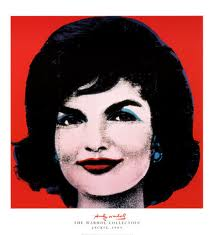 Andy Warhol
THE WARHOL COLLECTION
JACKIE, 1964